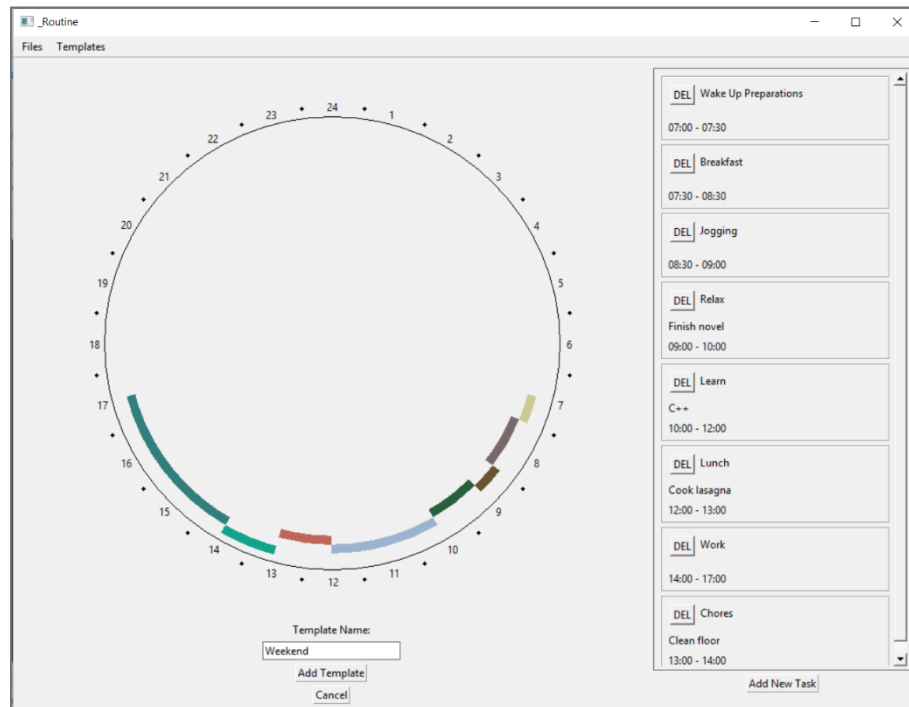 _Routine
Files Templates
24
1
2
3
4
5
6
7
8
9
10
11
12
13
14
15
16
17
18
19
20
21
22
23
Template Name:
Weekend
Add Template
Cancel
DEL Wake Up Preparations
07:00 - 07:30
DEL Breakfast
07:30 - 08:30
DEL Jogging
08:30 - 09:00
DEL Relax
Finish novel
09:00 - 10:00
DEL Learn
C++
10:00 - 12:00
DEL Lunch
Cook lasagna
12:00 - 13:00
DEL Work
14:00 - 17:00
DEL Chores
Clean floor
13:00 - 14:00
Add New Task